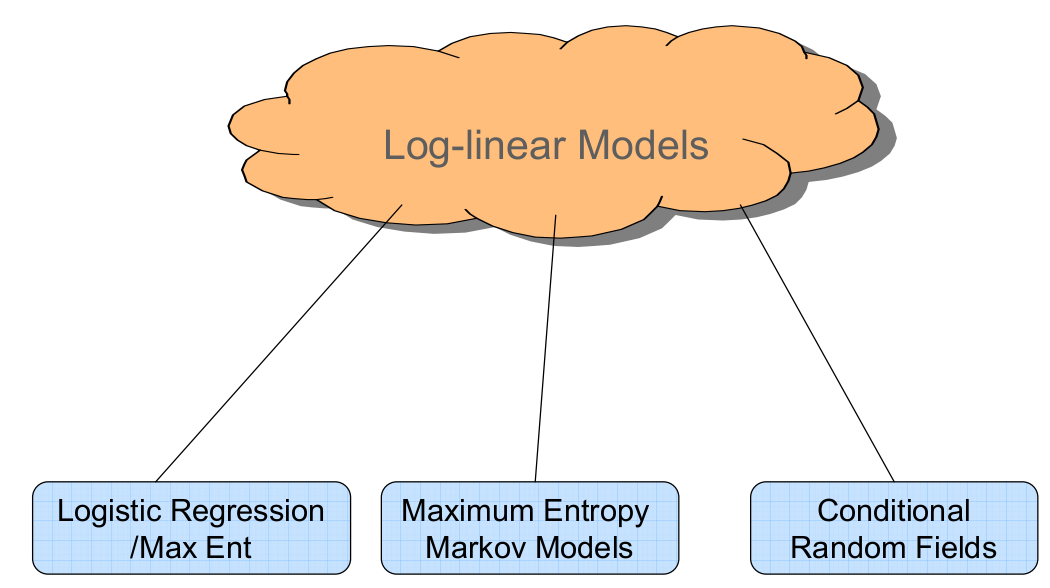 Log-linear Models
Logistic Regression
/Max Ent
Maximum Entropy
Markov Models
Conditional
Random Fields